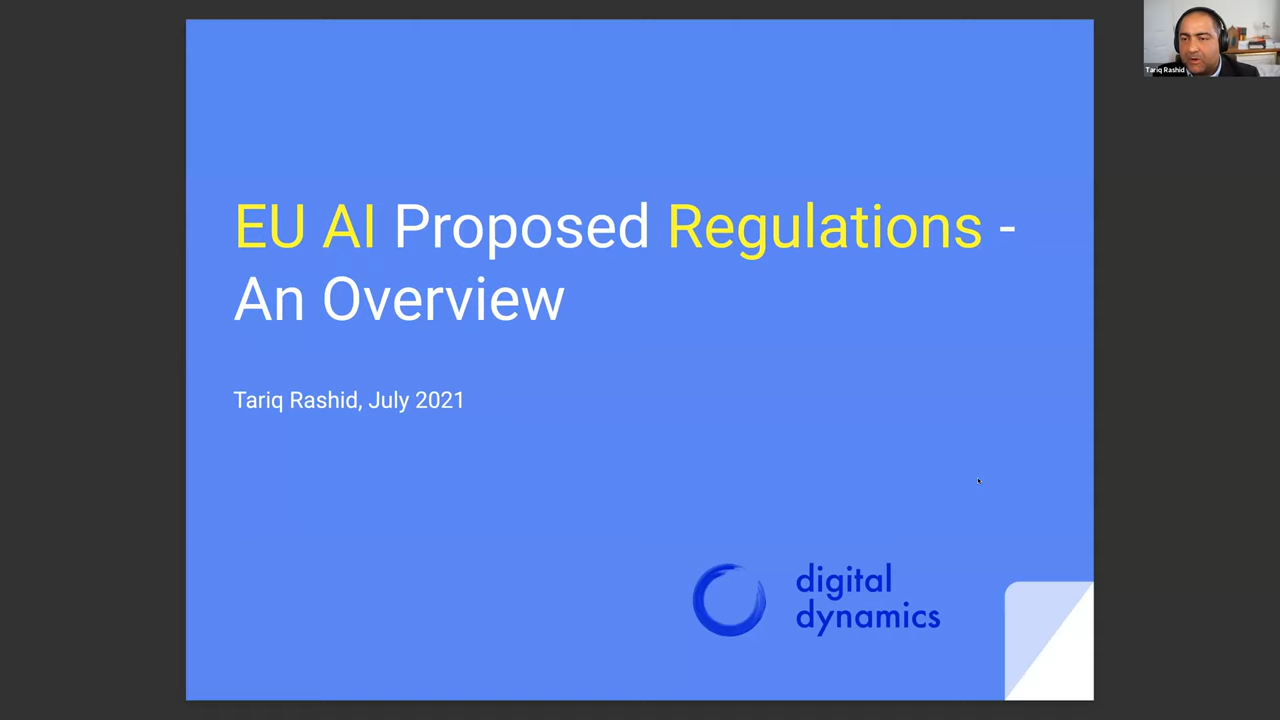 EU AI Proposed Regulations -
An Overview
Tariq Rashid, July 2021
digital
dynamics
Tariq Rashid